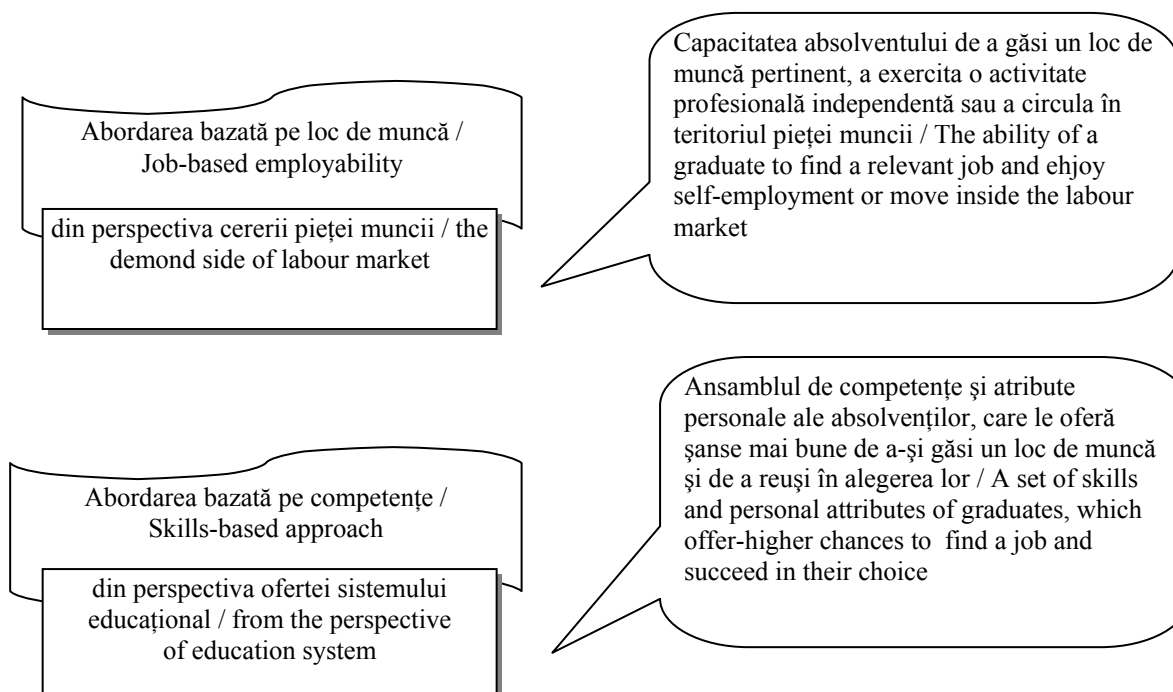 Abordarea bazată pe loc de muncă /
Job-based employability
din perspectiva cererii pieței muncii / the
demond side of labour market
Capacitatea absolventului de a găsi un loc de
muncă pertinent, a exercita o activitate
profesională independentă sau a circula în
teritoriul pieței muncii / The ability of a
graduate to find a relevant job and ehjoy
self-employment or move inside the labour
market
Abordarea bazată pe competențe /
Skills-based approach
din perspectiva ofertei sistemului
educațional / from the perspective
of education system
Ansamblul de competențe şi atribute
personale ale absolvenților, care le oferă
şanse mai bune de a-şi găsi un loc de muncă
şi de a reuşi în alegerea lor / A set of skills
and personal attributes of graduates, which
offer-higher chances to find a job and
succeed in their choice